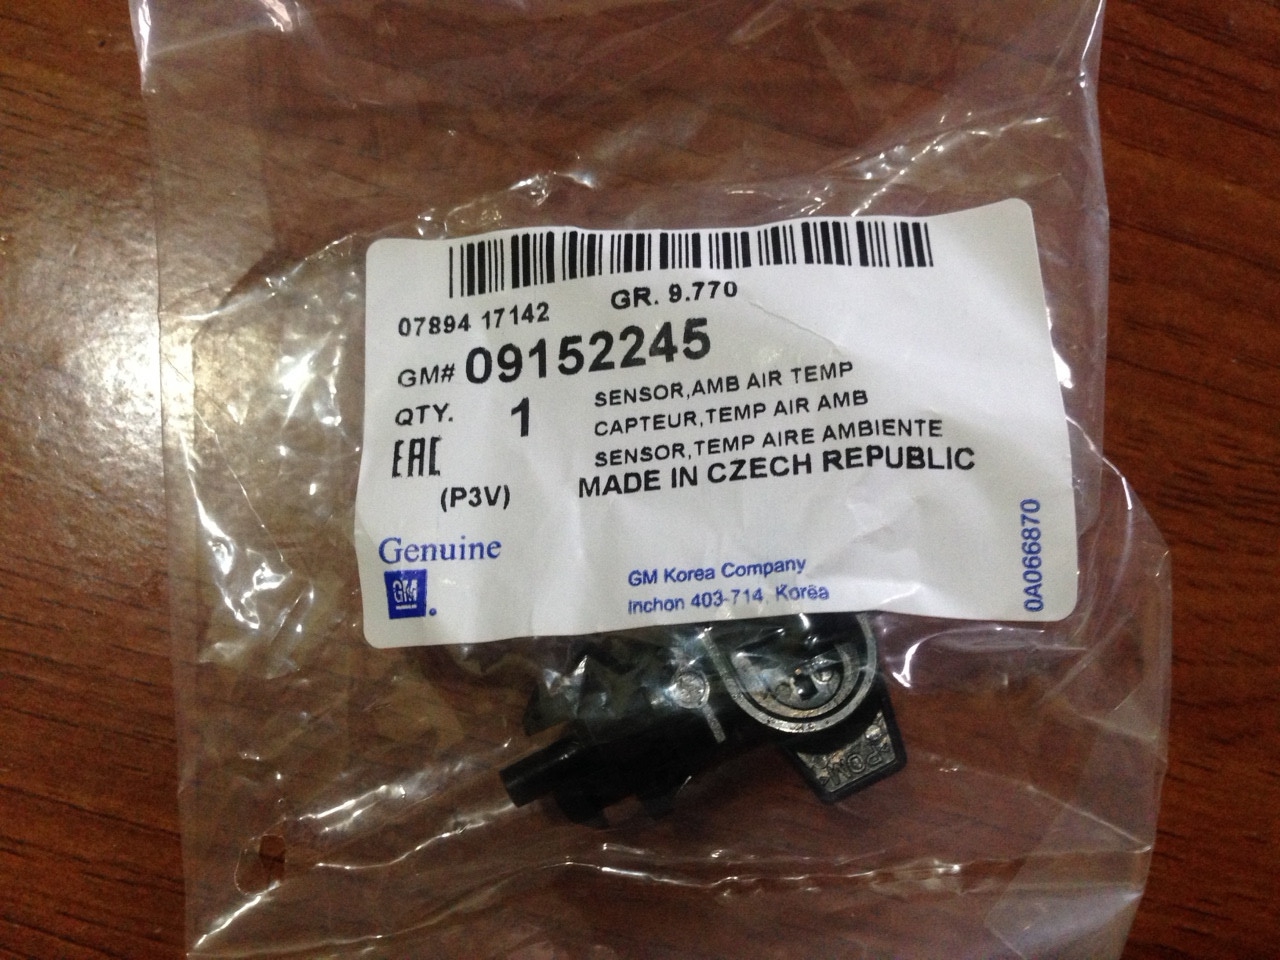 07894 17142
GR. 9.770
GM# 09152245
QTY. 1
SENSOR,AMB AIR TEMP
CAPTEUR,TEMP AIR AMB
SENSOR,TEMP AIRE AMBIENTE
EAC
MADE IN CZECH REPUBLIC
(P3V)
Genuine
GM
GM Korea Company
Inchon 403-714, Korea
0A066870
>POM<